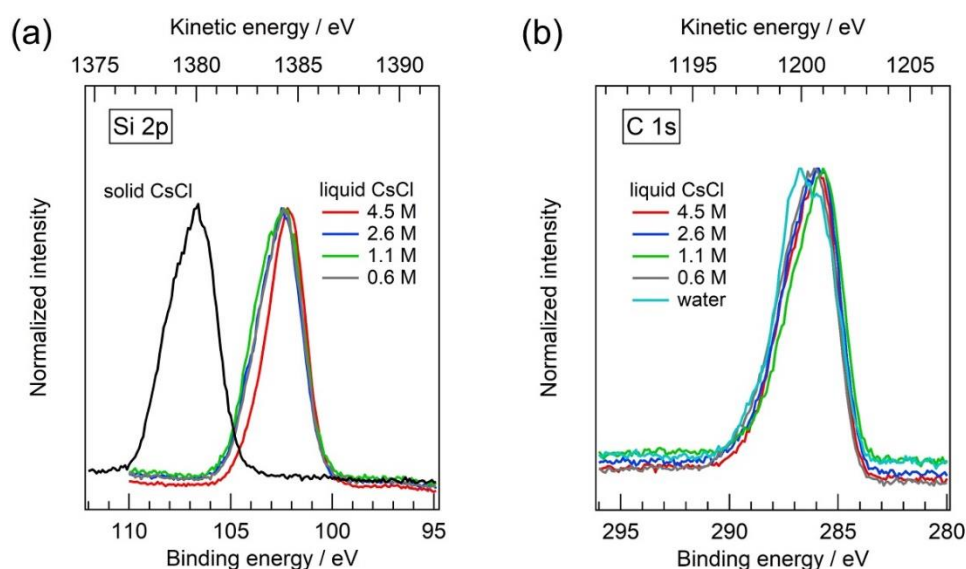 (a)
Kinetic energy / eV
1376 1380 1385 1390
Si 2p
solid CsCl
liquid CsCl
4.5 M
2.6 M
1.1 M
0.6 M
Normalized intensity
110 105 100 95
Binding energy / eV
(b)
Kinetic energy / eV
1195 1200 1205
C 1s
liquid CsCl
4.5 M
2.6 M
1.1 M
0.6 M
water
Normalized intensity
295 290 285 280
Binding energy / eV